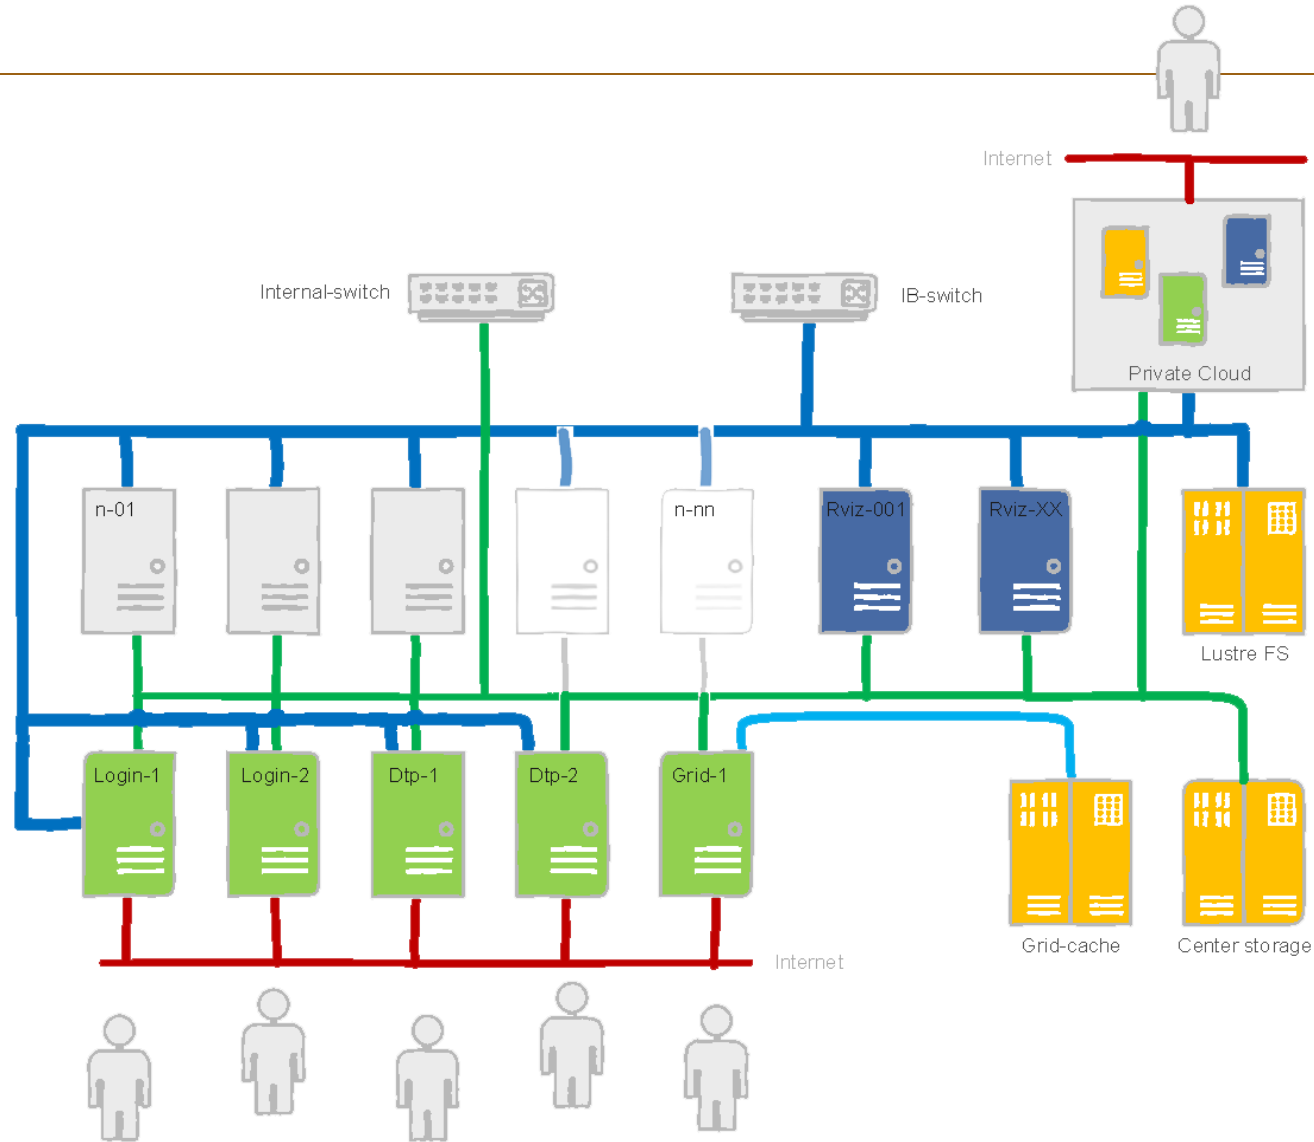 Internet
Internal-switch
IB-switch
Private Cloud
n-01
n-nn
Rviz-001
Rviz-XX
Lustre FS
Login-1
Login-2
Dtp-1
Dtp-2
Grid-1
Grid-cache
Center storage
Internet